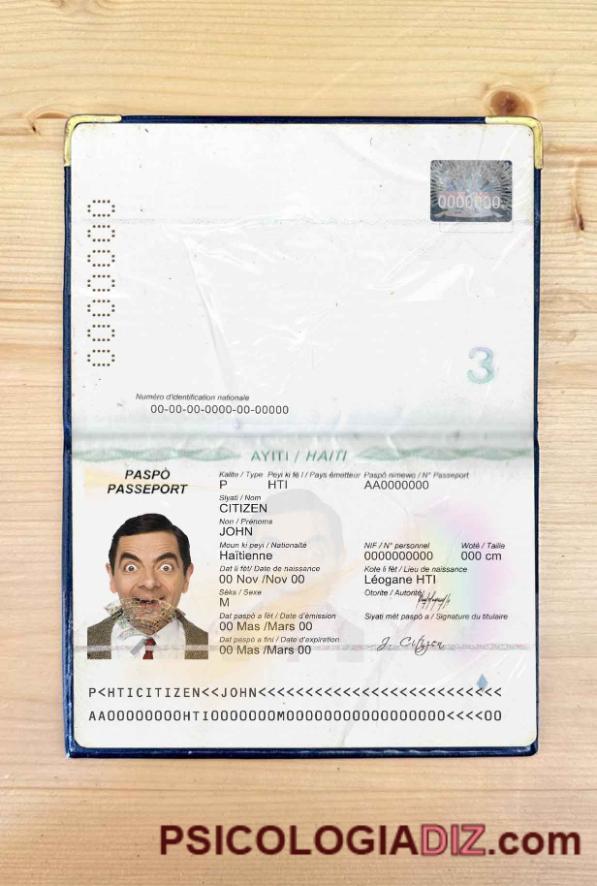 0000000
0000000
3
Numéro d'identification nationale
00-00-00-0000-00-00000
AYITI / HAITI
PASPÒ
PASSEPORT
Kalite / Type Peyi ki fè l / Pays émetteur Paspò nimewo / N° Passeport
P HTI AA0000000
Siyati / Nom
CITIZEN
Non / Prénoms
JOHN
Moun ki peyi / Nationalité NIF / N° personnel Wotè / Taille
Haïtienne 0000000000 000 cm
Dat li fèt/ Date de naissance Kote li fèt / Lieu de naissance
00 Nov /Nov 00 Léogane HTI
Sèks / Sexe Otorite / Autorité
M
Dat paspò a fèt / Date d'émission Siyati mèt paspò a / Signature du titulaire
00 Mas /Mars 00
Dat paspò a fini / Date d'expiration J. Citizen
00 Mas /Mars 00
P<HTICITIZEN<<JOHN<<<<<<<<<<<<<<<<<<<<<<<<<<
AA00000000HTI0000000M00000000000000000<<<<00
PSICOLOGIADIZ.com